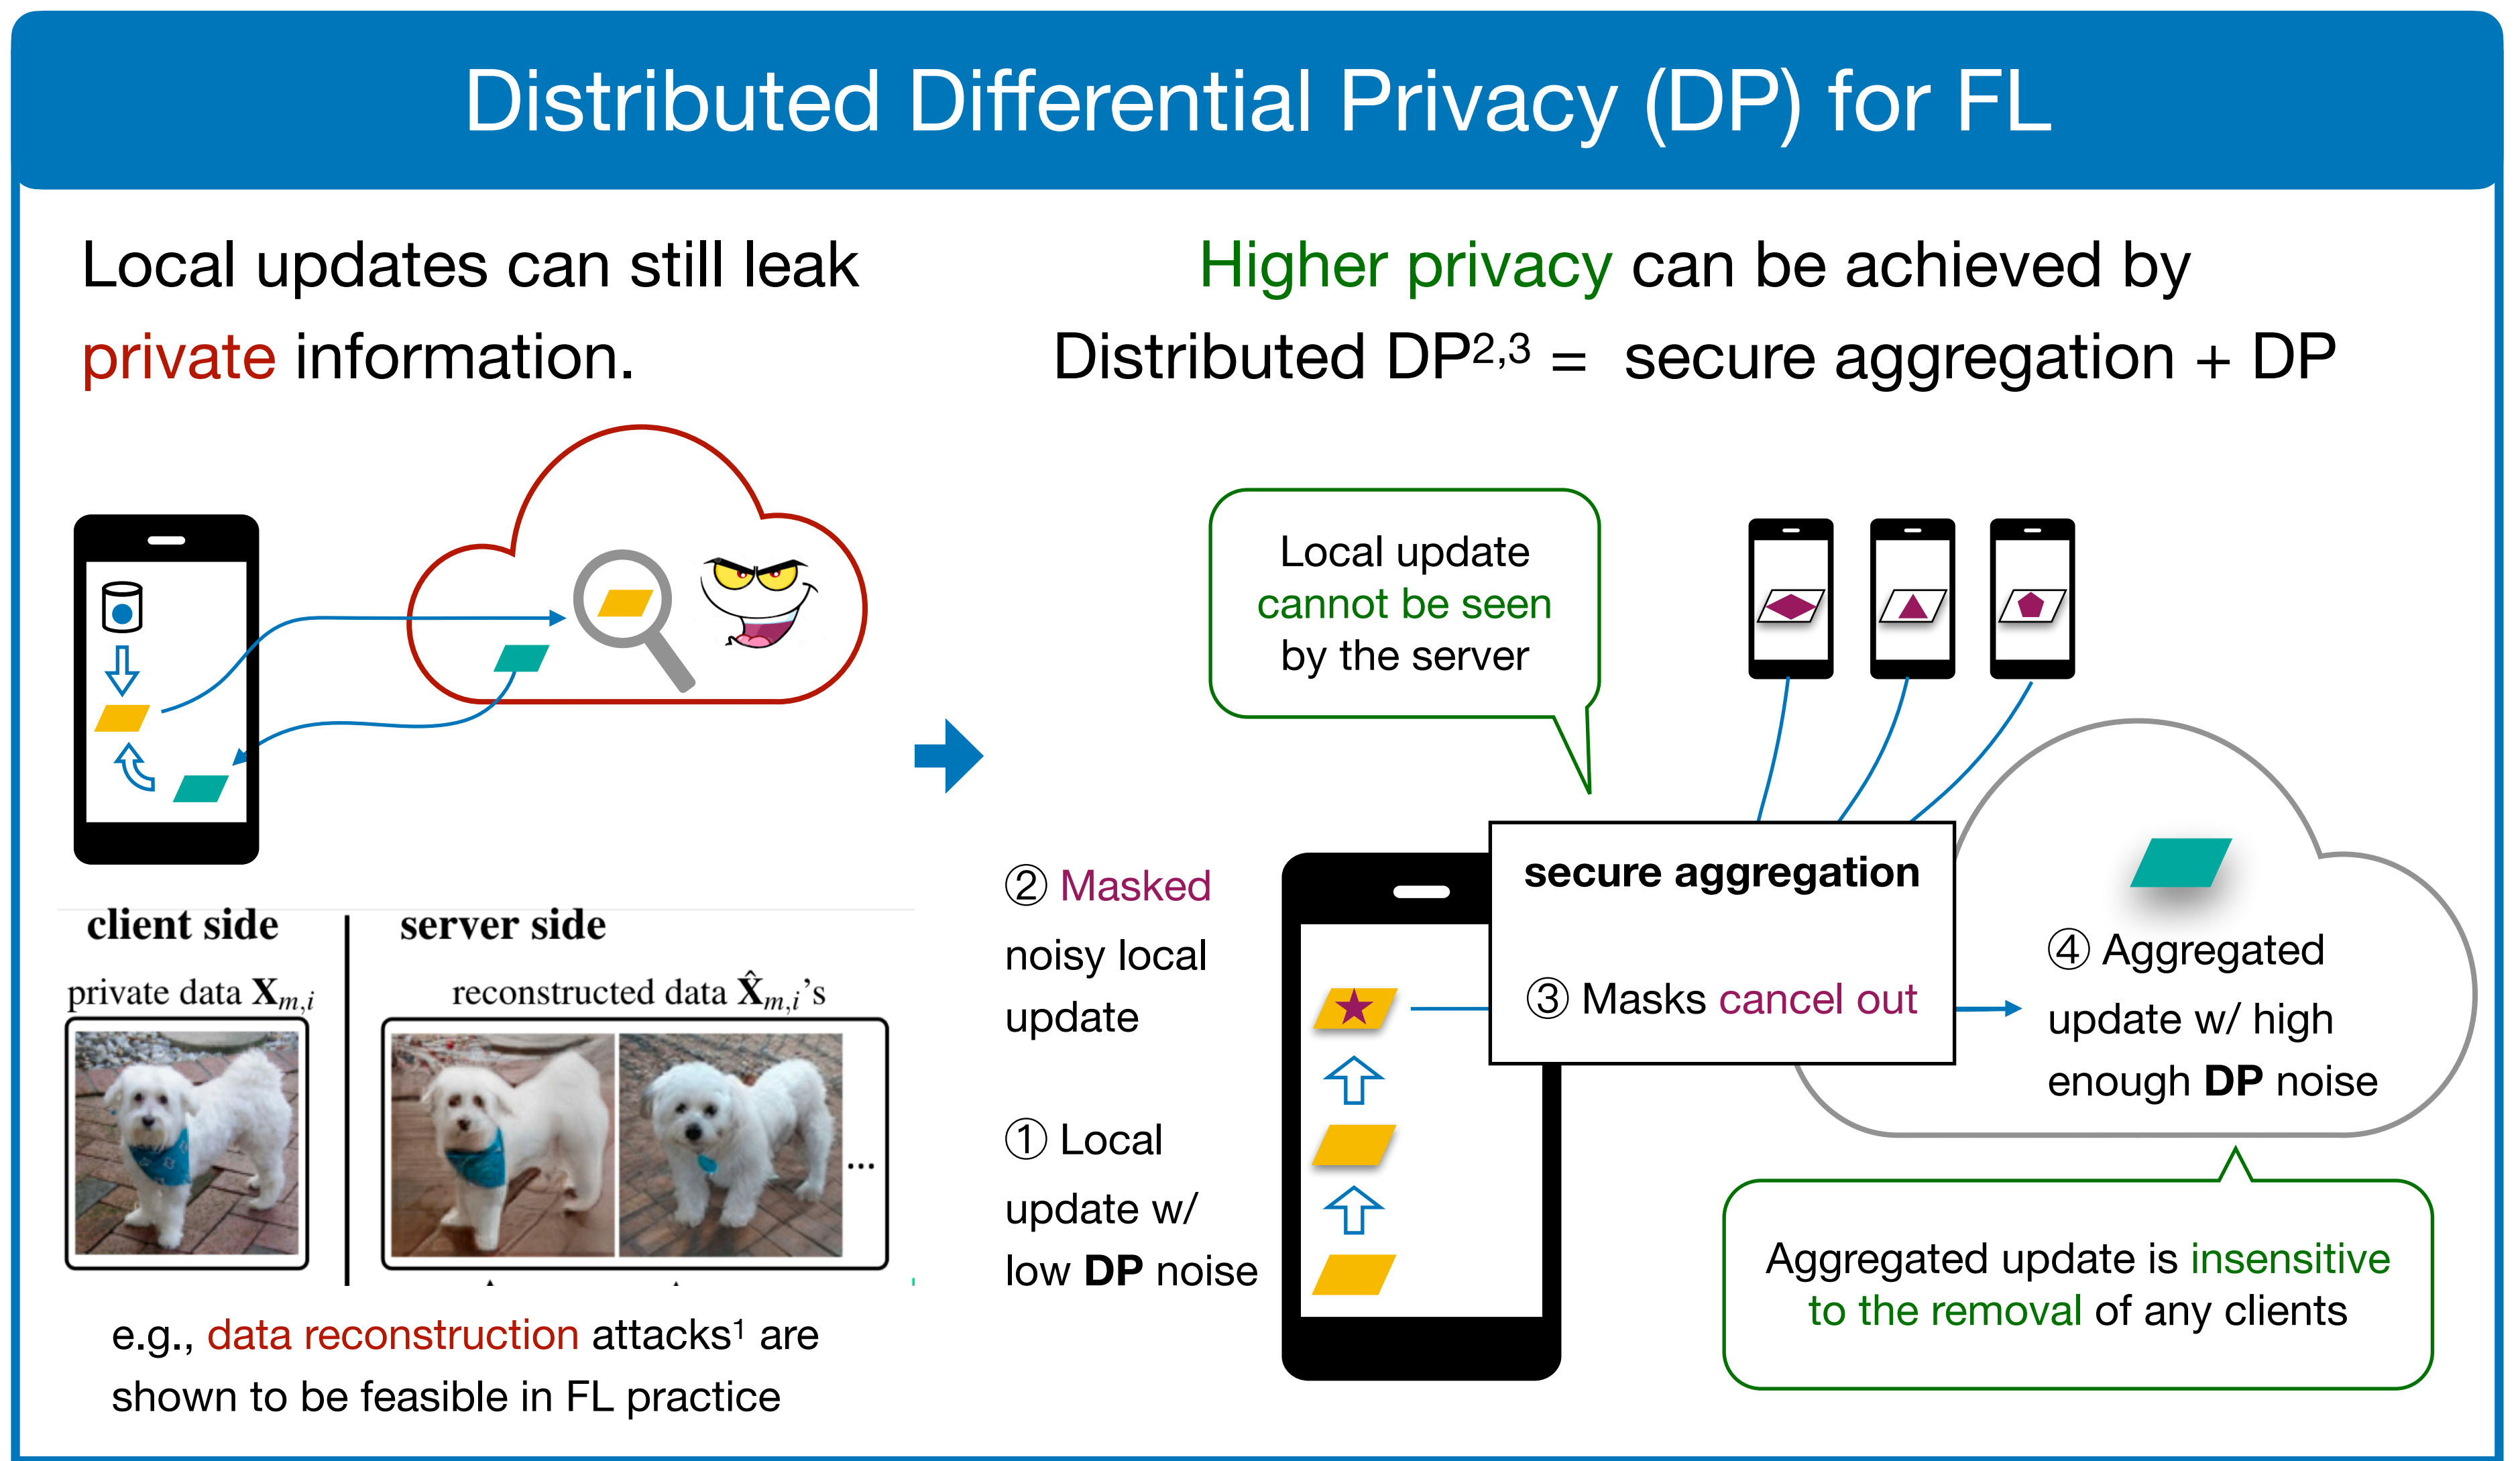 Distributed Differential Privacy (DP) for FL
Local updates can still leak
private information.
client side
server side
private data X_{m,i}
reconstructed data X̂_{m,i}'s
...
e.g., data reconstruction attacks¹ are
shown to be feasible in FL practice
Higher privacy can be achieved by
Distributed DP²,³ = secure aggregation + DP
Local update
cannot be seen
by the server
② Masked
noisy local
update
① Local
update w/
low DP noise
secure aggregation
③ Masks cancel out
④ Aggregated
update w/ high
enough DP noise
Aggregated update is insensitive
to the removal of any clients